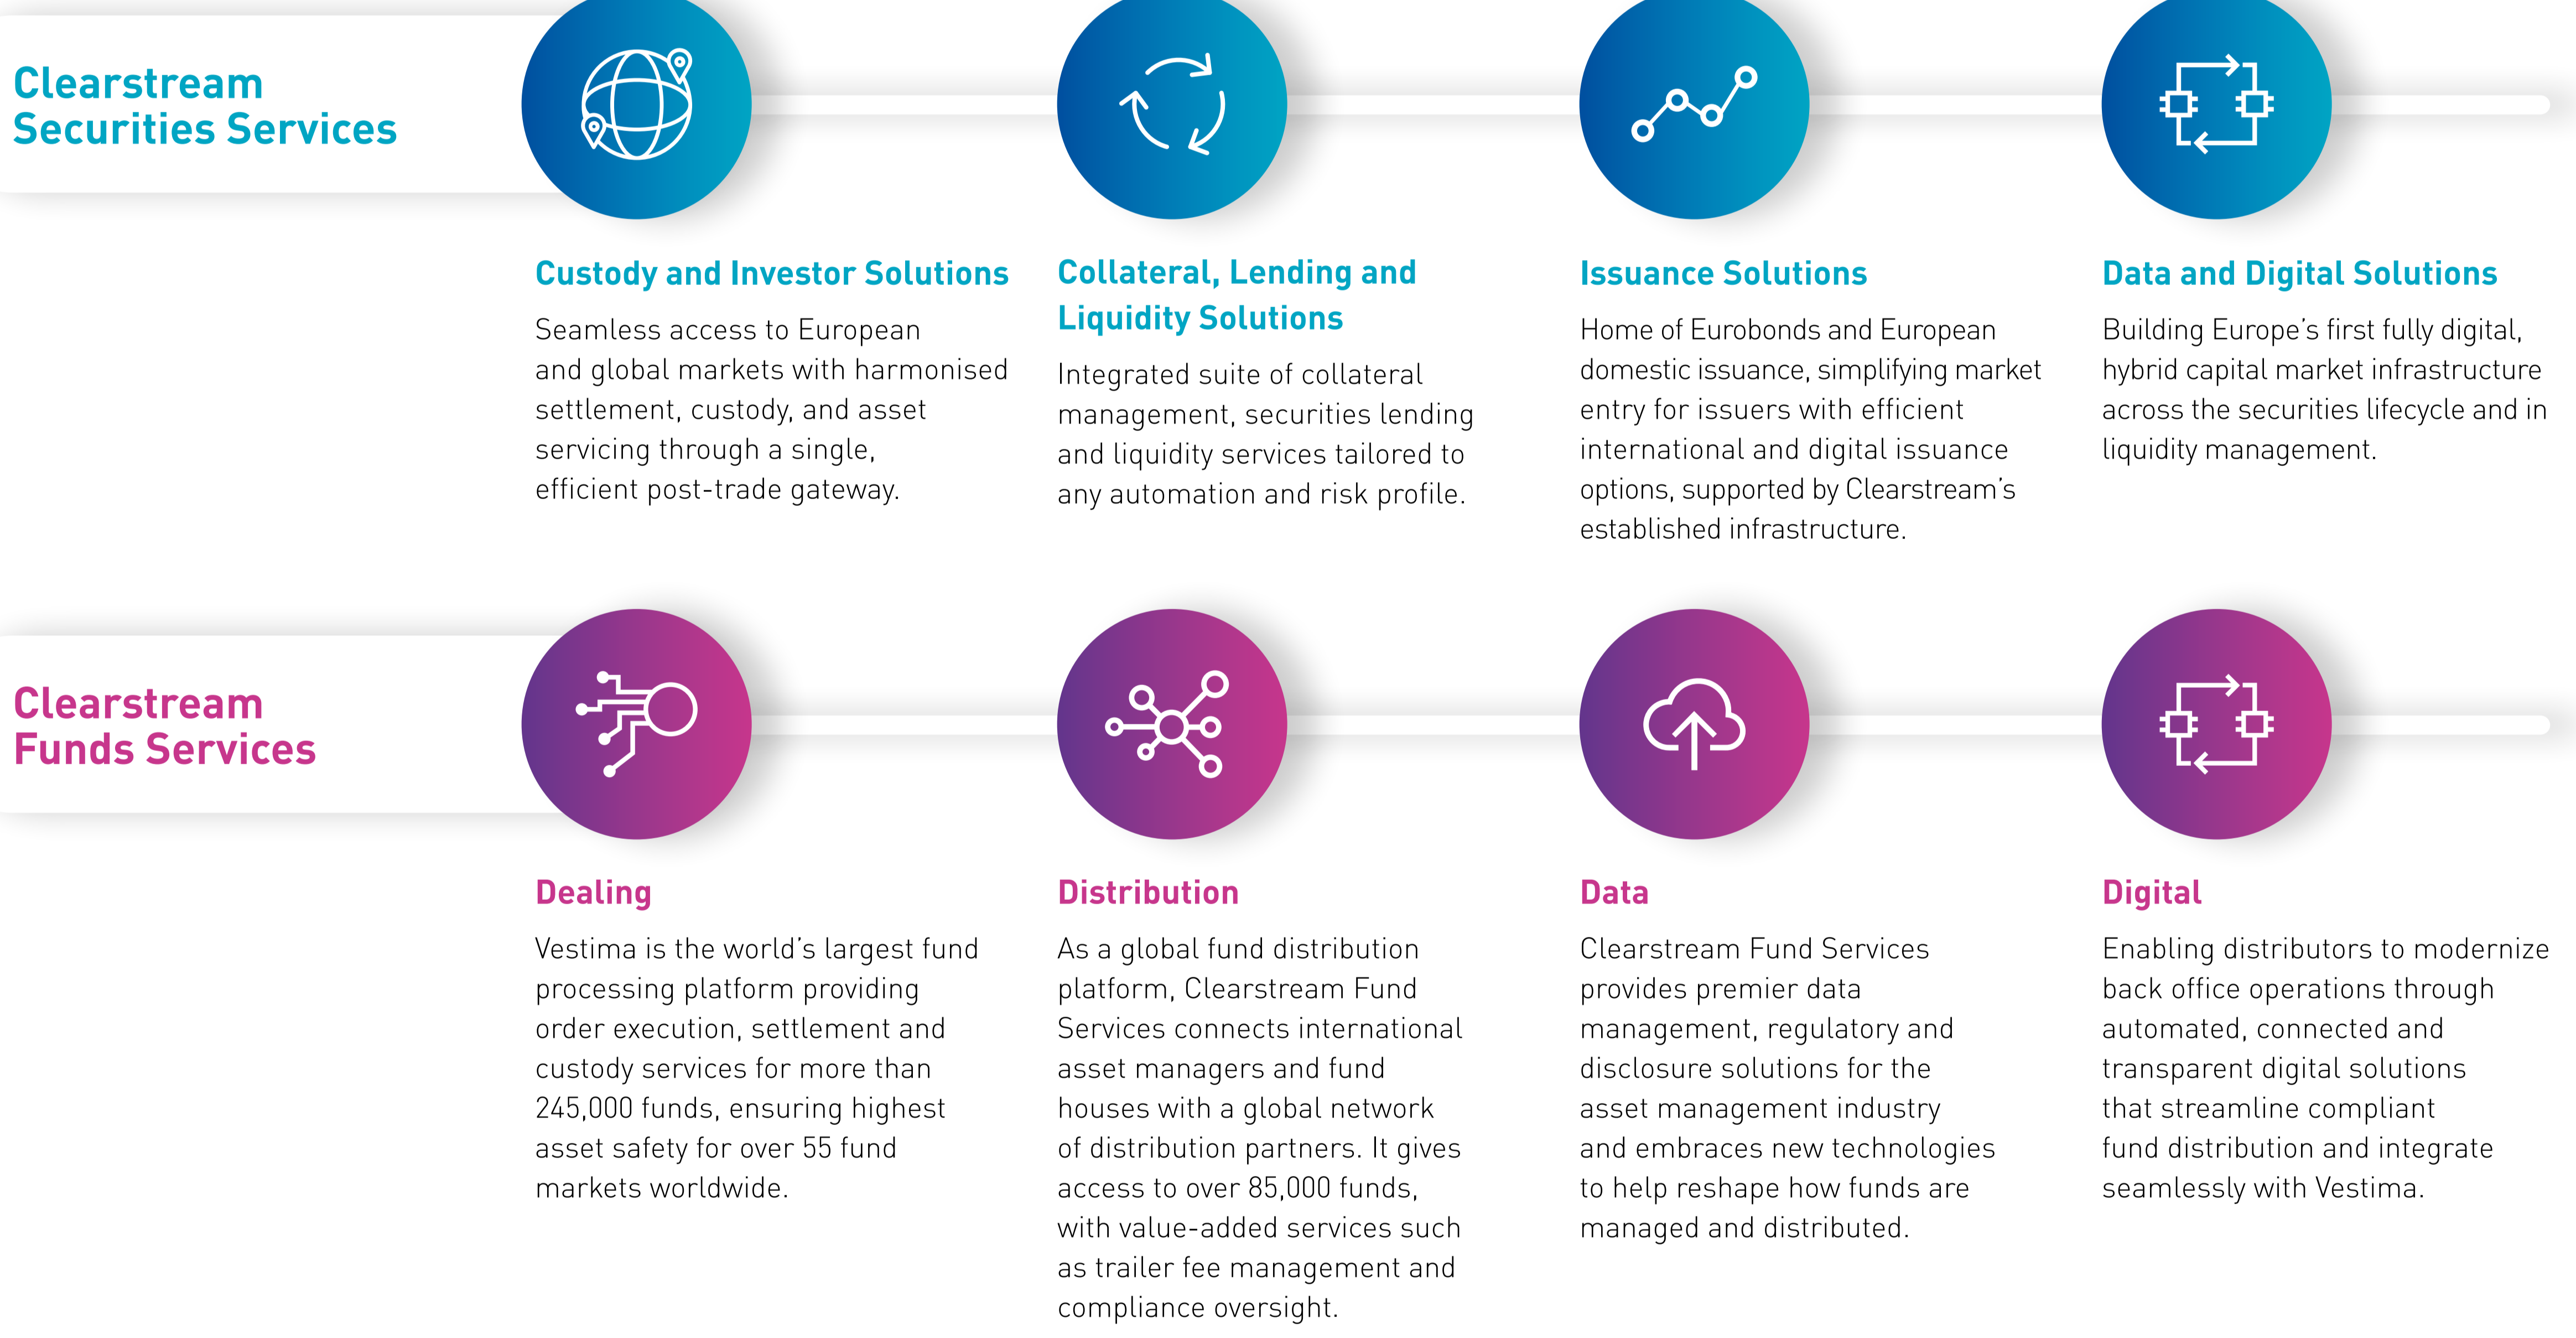 Clearstream
Securities Services
Custody and Investor Solutions
Seamless access to European
and global markets with harmonised
settlement, custody, and asset
servicing through a single,
efficient post-trade gateway.
Collateral, Lending and
Liquidity Solutions
Integrated suite of collateral
management, securities lending
and liquidity services tailored to
any automation and risk profile.
Issuance Solutions
Home of Eurobonds and European
domestic issuance, simplifying market
entry for issuers with efficient
international and digital issuance
options, supported by Clearstream’s
established infrastructure.
Data and Digital Solutions
Building Europe’s first fully digital,
hybrid capital market infrastructure
across the securities lifecycle and in
liquidity management.
Clearstream
Funds Services
Dealing
Vestima is the world’s largest fund
processing platform providing
order execution, settlement and
custody services for more than
245,000 funds, ensuring highest
asset safety for over 55 fund
markets worldwide.
Distribution
As a global fund distribution
platform, Clearstream Fund
Services connects international
asset managers and fund
houses with a global network
of distribution partners. It gives
access to over 85,000 funds,
with value-added services such
as trailer fee management and
compliance oversight.
Data
Clearstream Fund Services
provides premier data
management, regulatory and
disclosure solutions for the
asset management industry
and embraces new technologies
to help reshape how funds are
managed and distributed.
Digital
Enabling distributors to modernize
back office operations through
automated, connected and
transparent digital solutions
that streamline compliant
fund distribution and integrate
seamlessly with Vestima.